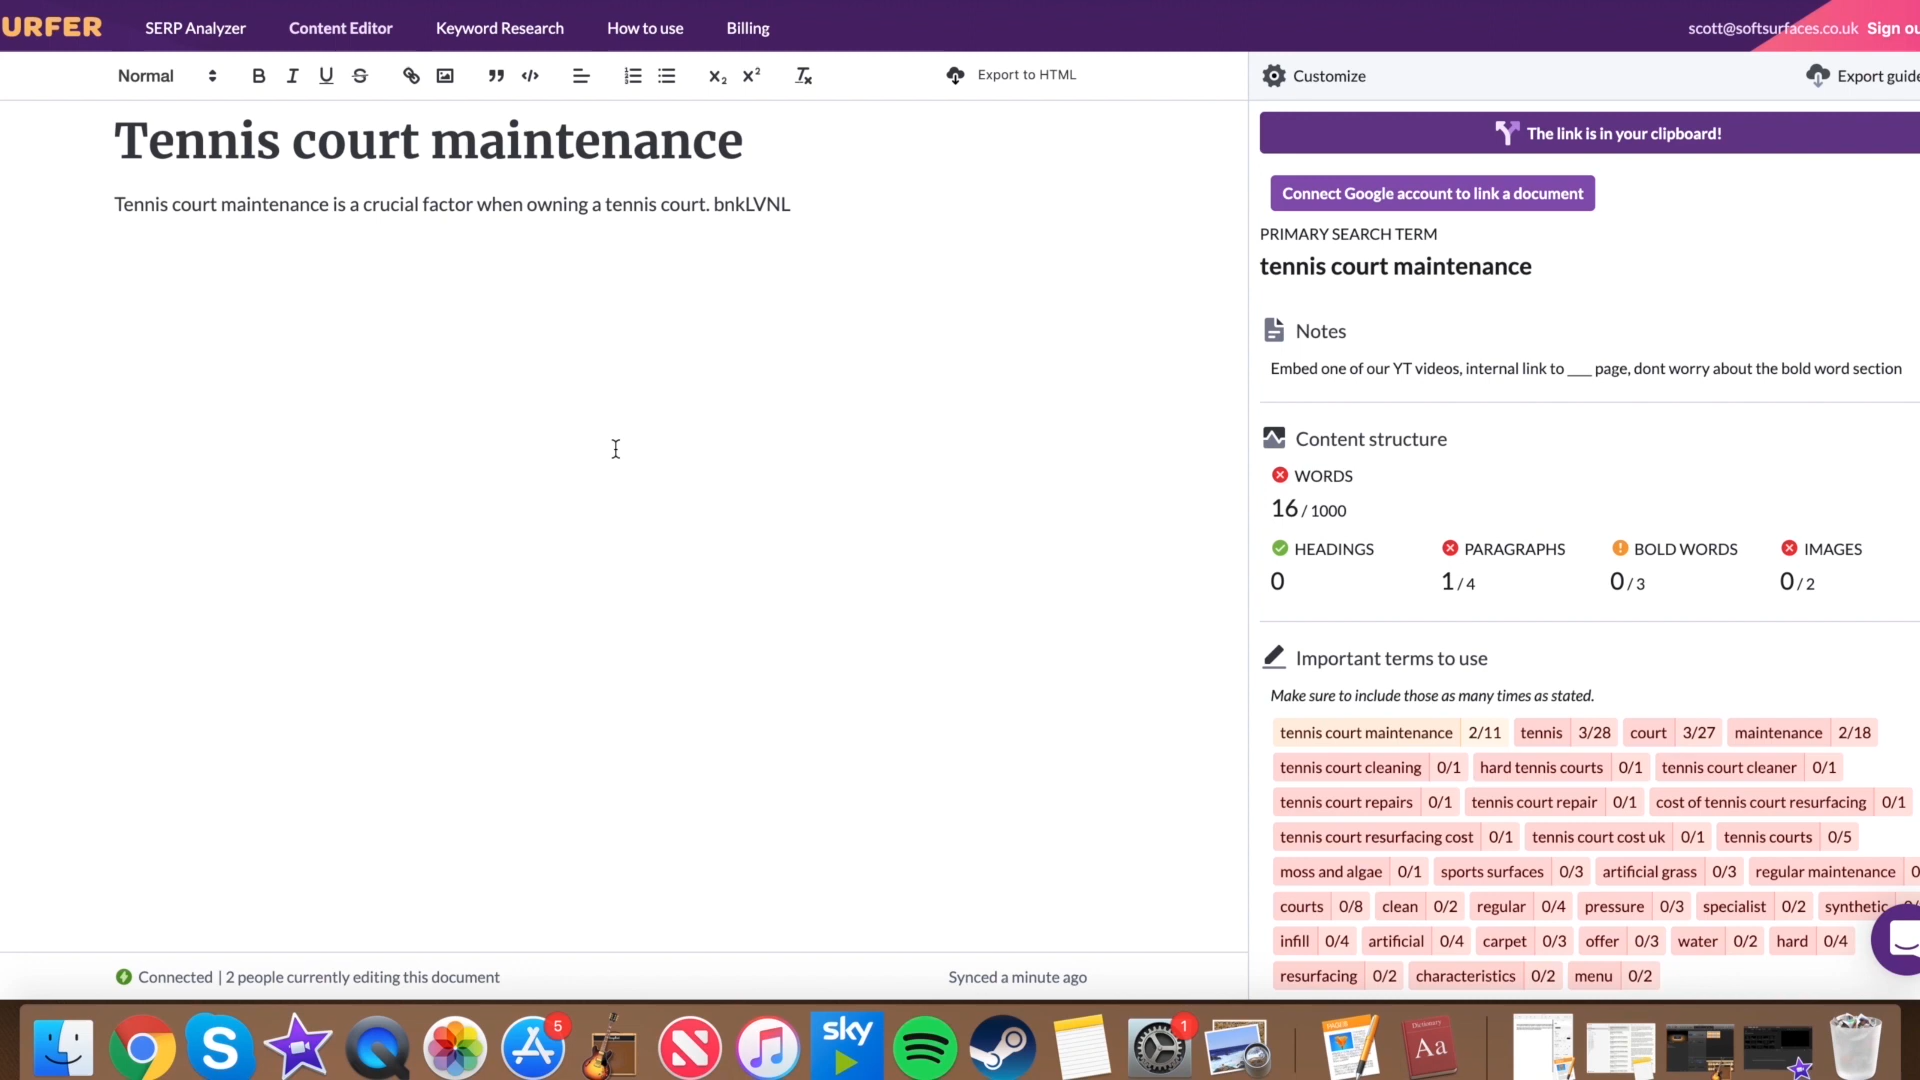 URFER SERP Analyzer Content Editor Keyword Research How to use Billing scott@softsurfaces.co.uk Sign ou
Normal B I U S X2 X2 Tx Export to HTML Customize Export guide
The link is in your clipboard!
Connect Google account to link a document
Tennis court maintenance
Tennis court maintenance is a crucial factor when owning a tennis court. bnkLVNL
PRIMARY SEARCH TERM
tennis court maintenance
Notes
Embed one of our YT videos, internal link to ___ page, dont worry about the bold word section
Content structure
WORDS
16 / 1000
HEADINGS PARAGRAPHS BOLD WORDS IMAGES
0 1 / 4 0 / 3 0 / 2
Important terms to use
Make sure to include those as many times as stated.
tennis court maintenance 2/11 tennis 3/28 court 3/27 maintenance 2/18
tennis court cleaning 0/1 hard tennis courts 0/1 tennis court cleaner 0/1
tennis court repairs 0/1 tennis court repair 0/1 cost of tennis court resurfacing 0/1
tennis court resurfacing cost 0/1 tennis court cost uk 0/1 tennis courts 0/5
moss and algae 0/1 sports surfaces 0/3 artificial grass 0/3 regular maintenance 0
courts 0/8 clean 0/2 regular 0/4 pressure 0/3 specialist 0/2 synthetic
infill 0/4 artificial 0/4 carpet 0/3 offer 0/3 water 0/2 hard 0/4
resurfacing 0/2 characteristics 0/2 menu 0/2
Connected | 2 people currently editing this document Synced a minute ago
5 sky 1 PAGES Dictionary Aa